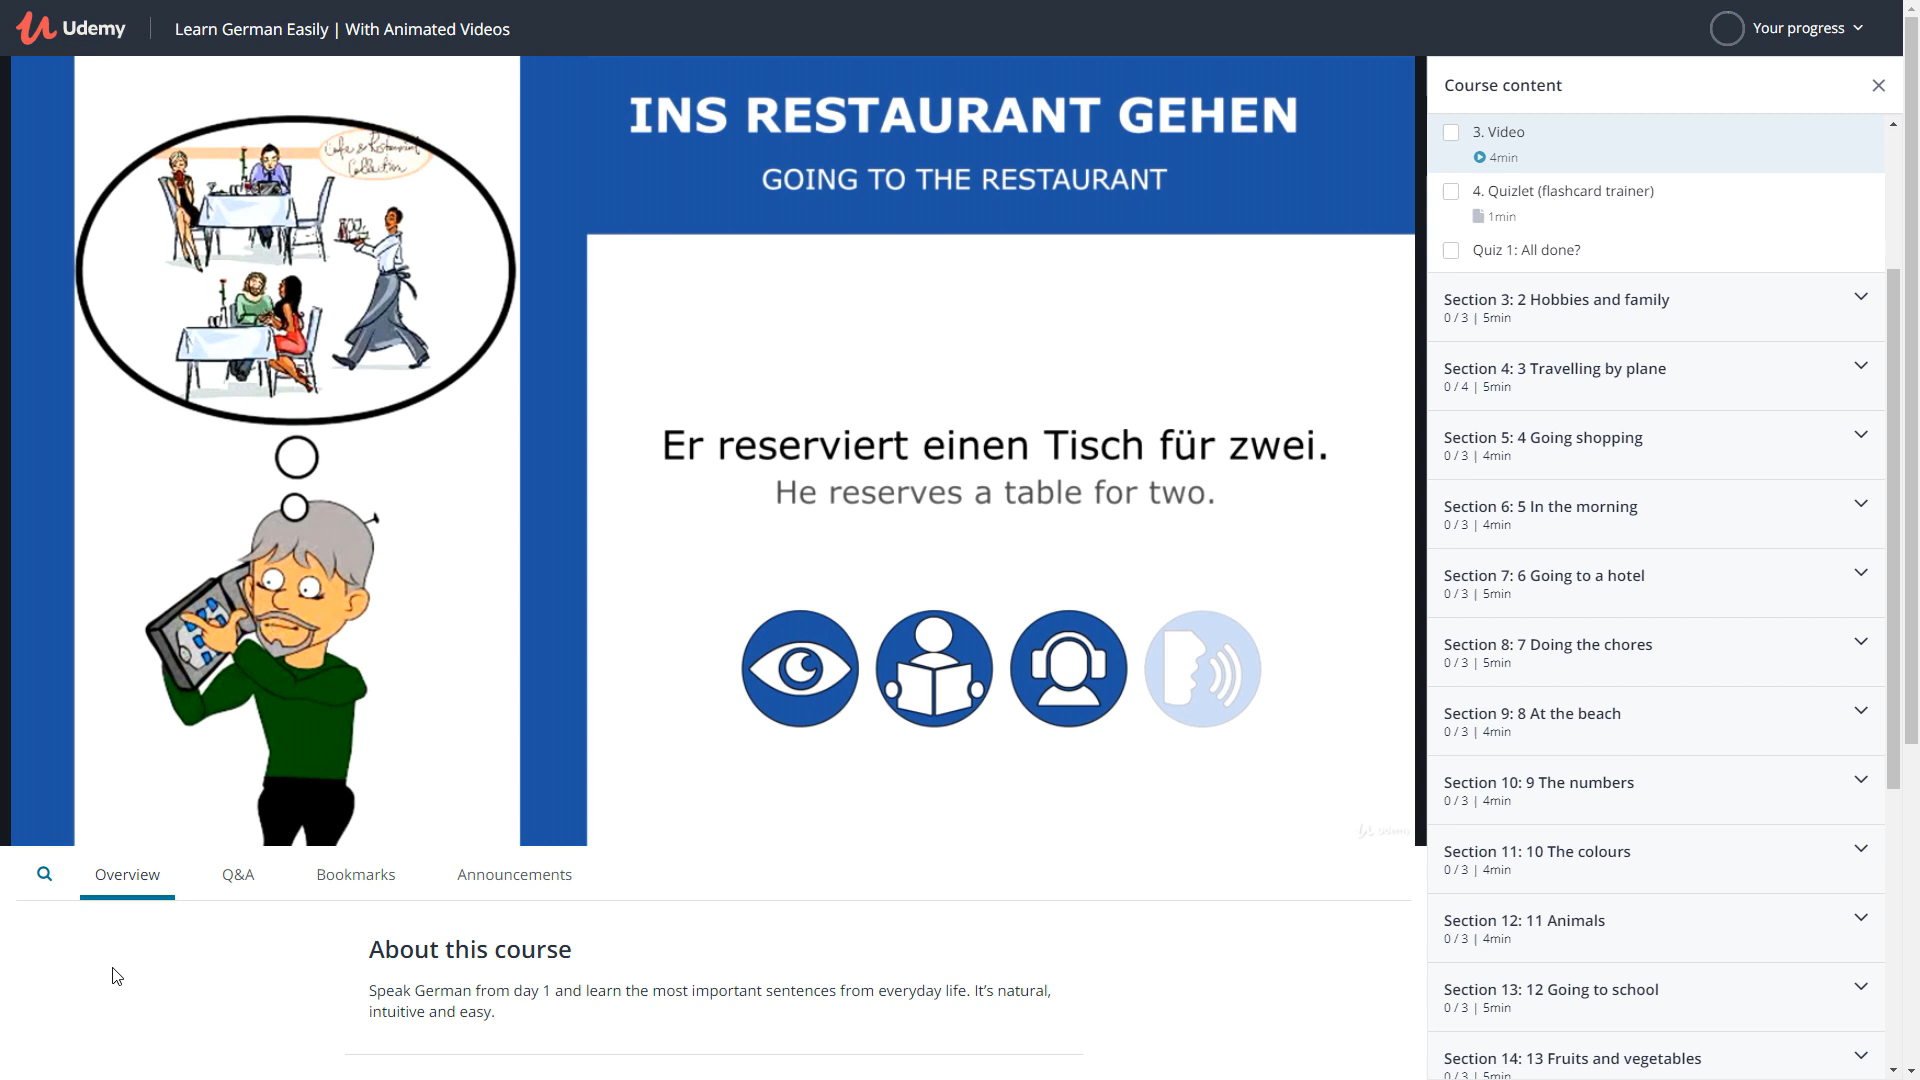 Udemy
Learn German Easily | With Animated Videos
Your progress
Cafe & Restaurant
Collection
INS RESTAURANT GEHEN
GOING TO THE RESTAURANT
Er reserviert einen Tisch für zwei.
He reserves a table for two.
Udemy
Overview
Q&A
Bookmarks
Announcements
About this course
Speak German from day 1 and learn the most important sentences from everyday life. It's natural,
intuitive and easy.
Course content
3. Video
4min
4. Quizlet (flashcard trainer)
1min
Quiz 1: All done?
Section 3: 2 Hobbies and family
0 / 3 | 5min
Section 4: 3 Travelling by plane
0 / 4 | 5min
Section 5: 4 Going shopping
0 / 3 | 4min
Section 6: 5 In the morning
0 / 3 | 4min
Section 7: 6 Going to a hotel
0 / 3 | 5min
Section 8: 7 Doing the chores
0 / 3 | 5min
Section 9: 8 At the beach
0 / 3 | 4min
Section 10: 9 The numbers
0 / 3 | 4min
Section 11: 10 The colours
0 / 3 | 4min
Section 12: 11 Animals
0 / 3 | 4min
Section 13: 12 Going to school
0 / 3 | 5min
Section 14: 13 Fruits and vegetables
0 / 3 | 5min